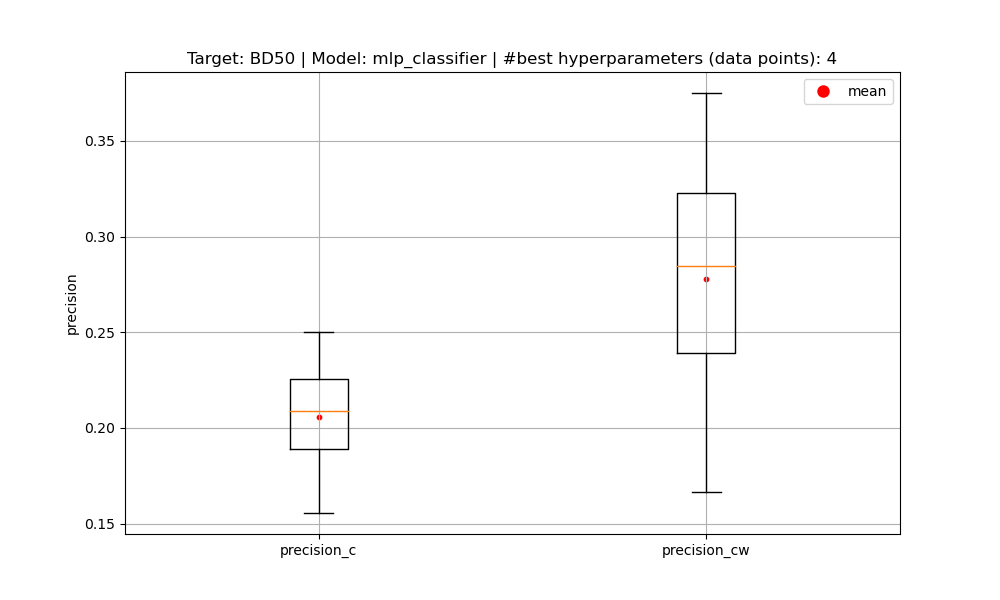 Target: BD50 | Model: mlp_classifier | #best hyperparameters (data points): 4
mean
0.35
0.30
0.25
0.20
0.15
precision
precision_c
precision_cw